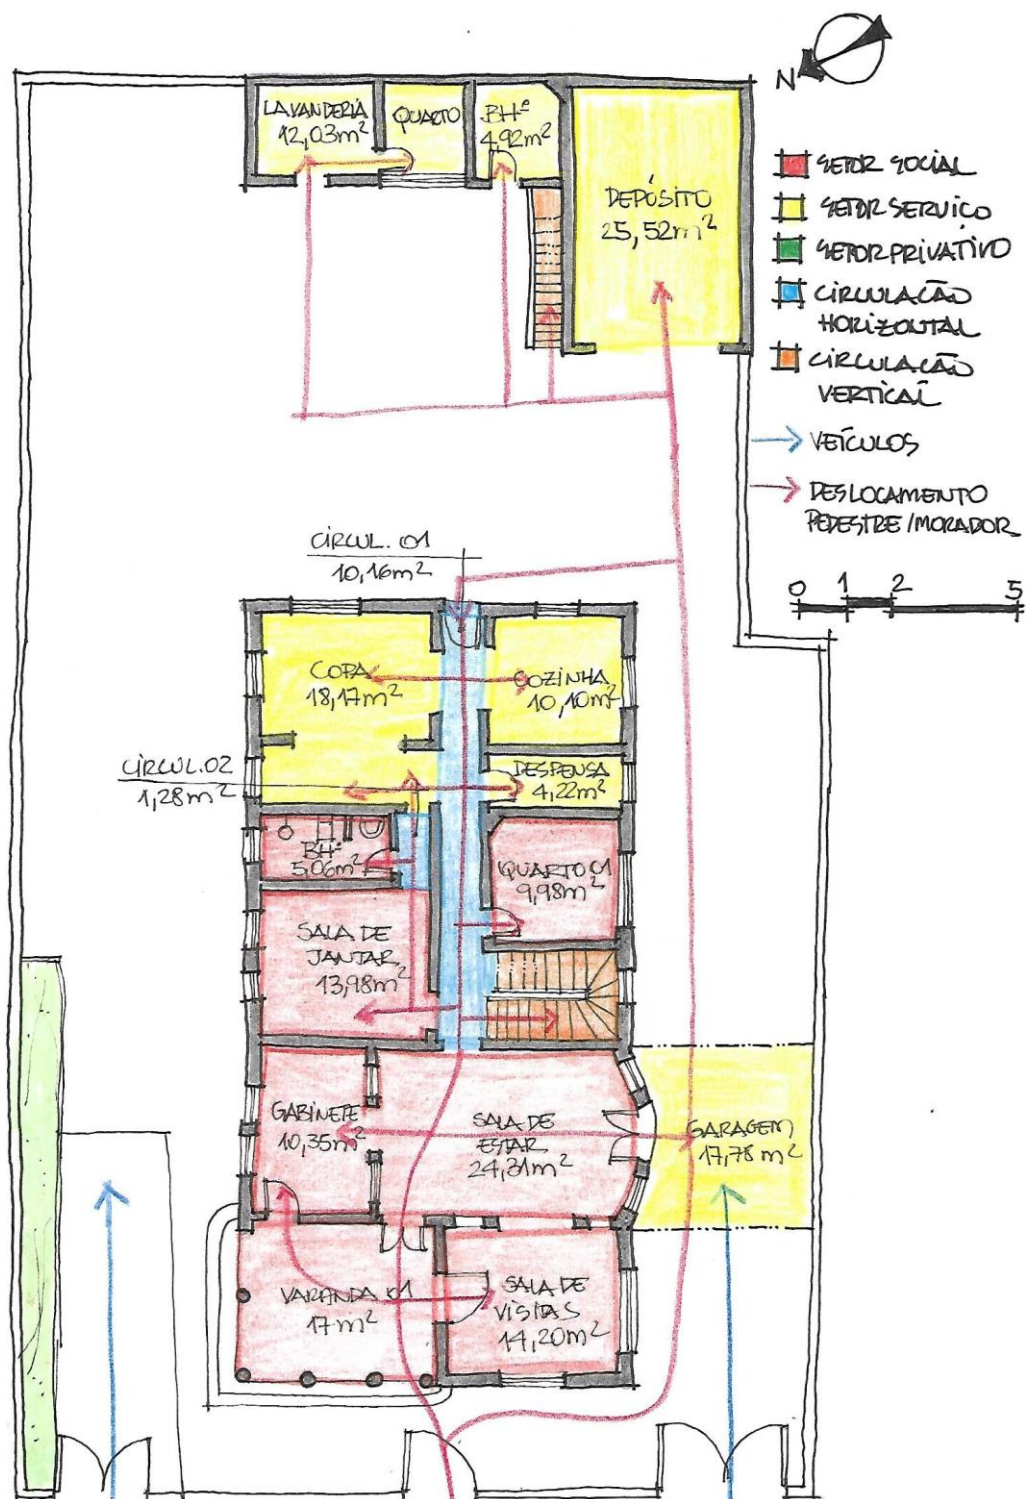 N
LAVANDERIA
12,03m²
QUARTO
BHº
4,92m²
DEPÓSITO
25,52m²
SETOR SOCIAL
SETOR SERVIÇO
SETOR PRIVATIVO
CIRCULAÇÃO
HORIZONTAL
CIRCULAÇÃO
VERTICAL
VEÍCULOS
DESLOCAMENTO
PEDESTRE/MORADOR
0 1 2 5
CIRCUL. 01
10,16m²
COPA
18,17m²
COZINHA
10,10m²
CIRCUL.02
1,28m²
DESPENSA
4,22m²
BHº
5,06m²
QUARTO 01
9,98m²
SALA DE
JANTAR
13,98m²
GABINETE
10,35m²
SALA DE
ESTAR
24,31m²
GARAGEM
17,78m²
VARANDA 01
17m²
SALA DE
VISITAS
14,20m²